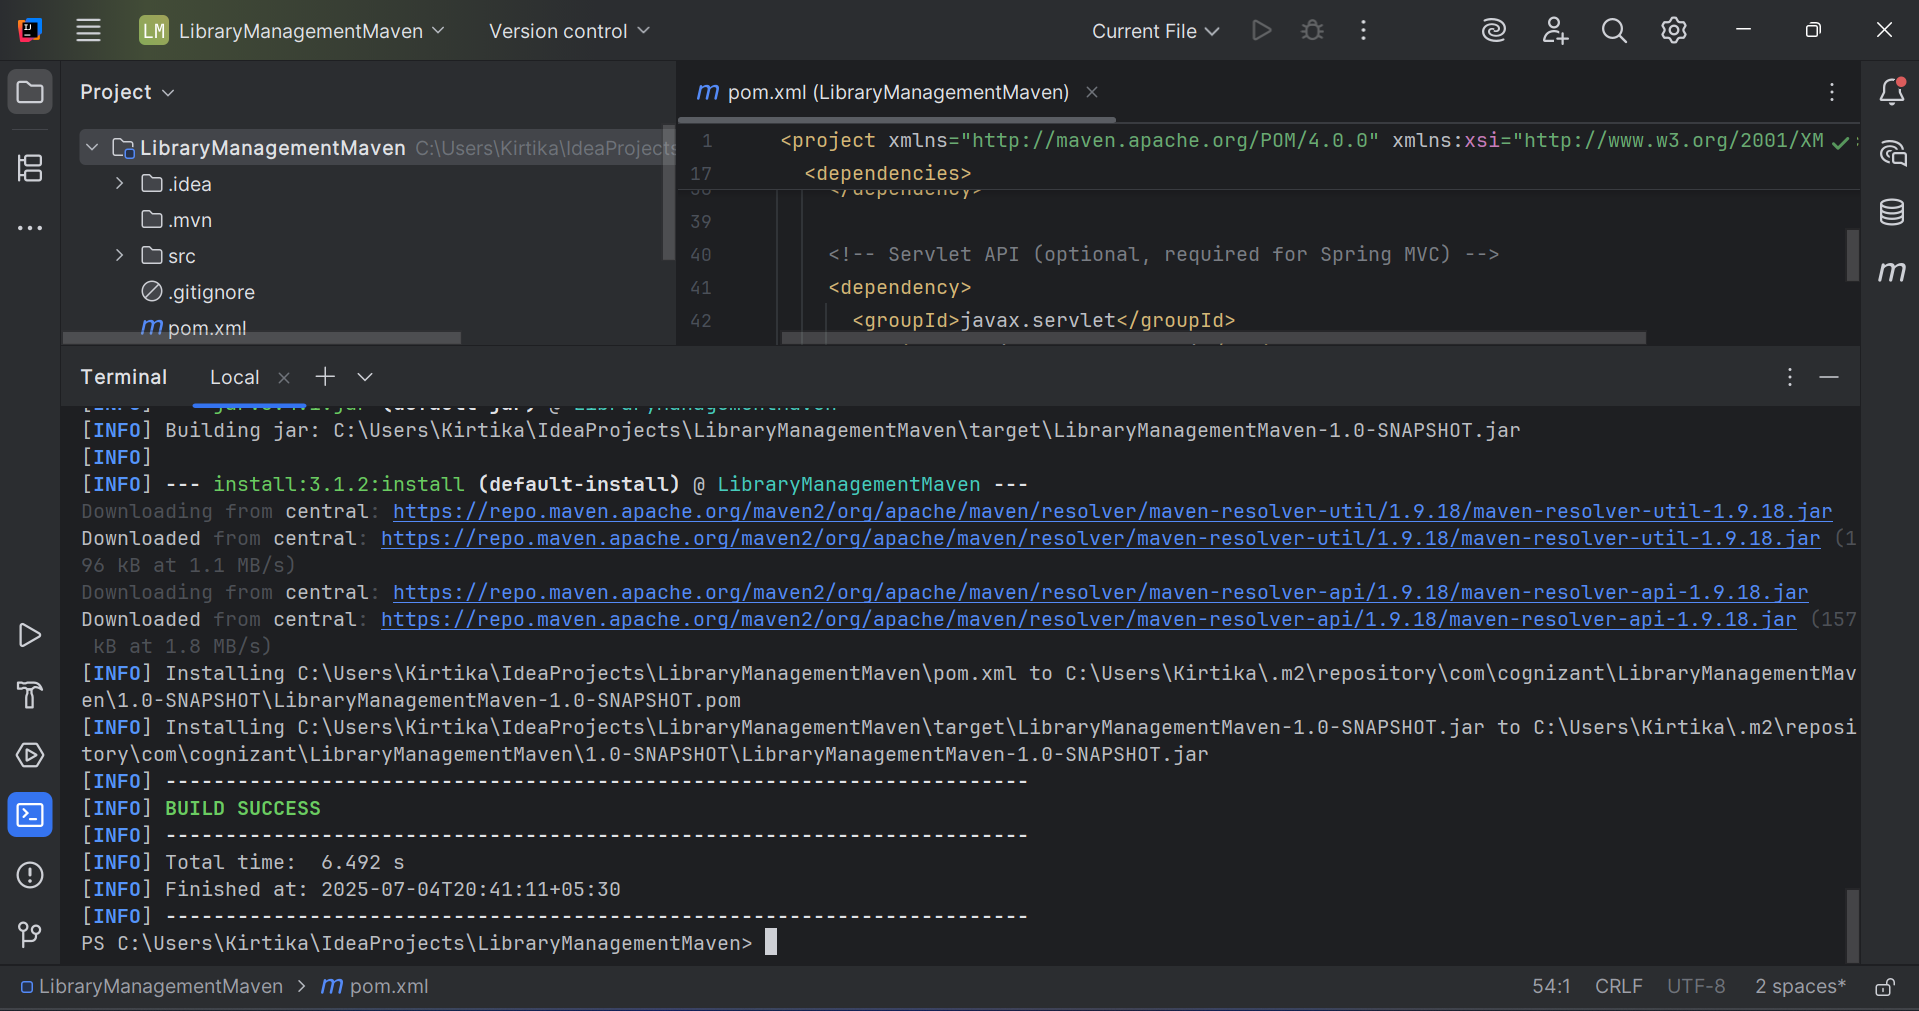 LM LibraryManagementMaven Version control Current File
Project
pom.xml (LibraryManagementMaven)
LibraryManagementMaven C:\Users\Kirtika\IdeaProjects
.idea
.mvn
src
.gitignore
pom.xml
1 <project xmlns="http://maven.apache.org/POM/4.0.0" xmlns:xsi="http://www.w3.org/2001/XM
17 <dependencies>
38 </dependency>
39
40 <!-- Servlet API (optional, required for Spring MVC) -->
41 <dependency>
42 <groupId>javax.servlet</groupId>
Terminal Local
[INFO] --- jar:3.4.1:jar (default-jar) @ LibraryManagementMaven
[INFO] Building jar: C:\Users\Kirtika\IdeaProjects\LibraryManagementMaven\target\LibraryManagementMaven-1.0-SNAPSHOT.jar
[INFO]
[INFO] --- install:3.1.2:install (default-install) @ LibraryManagementMaven ---
Downloading from central: https://repo.maven.apache.org/maven2/org/apache/maven/resolver/maven-resolver-util/1.9.18/maven-resolver-util-1.9.18.jar
Downloaded from central: https://repo.maven.apache.org/maven2/org/apache/maven/resolver/maven-resolver-util/1.9.18/maven-resolver-util-1.9.18.jar (1
96 kB at 1.1 MB/s)
Downloading from central: https://repo.maven.apache.org/maven2/org/apache/maven/resolver/maven-resolver-api/1.9.18/maven-resolver-api-1.9.18.jar
Downloaded from central: https://repo.maven.apache.org/maven2/org/apache/maven/resolver/maven-resolver-api/1.9.18/maven-resolver-api-1.9.18.jar (157
 kB at 1.8 MB/s)
[INFO] Installing C:\Users\Kirtika\IdeaProjects\LibraryManagementMaven\pom.xml to C:\Users\Kirtika\.m2\repository\com\cognizant\LibraryManagementMav
en\1.0-SNAPSHOT\LibraryManagementMaven-1.0-SNAPSHOT.pom
[INFO] Installing C:\Users\Kirtika\IdeaProjects\LibraryManagementMaven\target\LibraryManagementMaven-1.0-SNAPSHOT.jar to C:\Users\Kirtika\.m2\reposi
tory\com\cognizant\LibraryManagementMaven\1.0-SNAPSHOT\LibraryManagementMaven-1.0-SNAPSHOT.jar
[INFO] ------------------------------------------------------------------------
[INFO] BUILD SUCCESS
[INFO] ------------------------------------------------------------------------
[INFO] Total time:  6.492 s
[INFO] Finished at: 2025-07-04T20:41:11+05:30
[INFO] ------------------------------------------------------------------------
PS C:\Users\Kirtika\IdeaProjects\LibraryManagementMaven>
LibraryManagementMaven > m pom.xml 54:1 CRLF UTF-8 2 spaces*